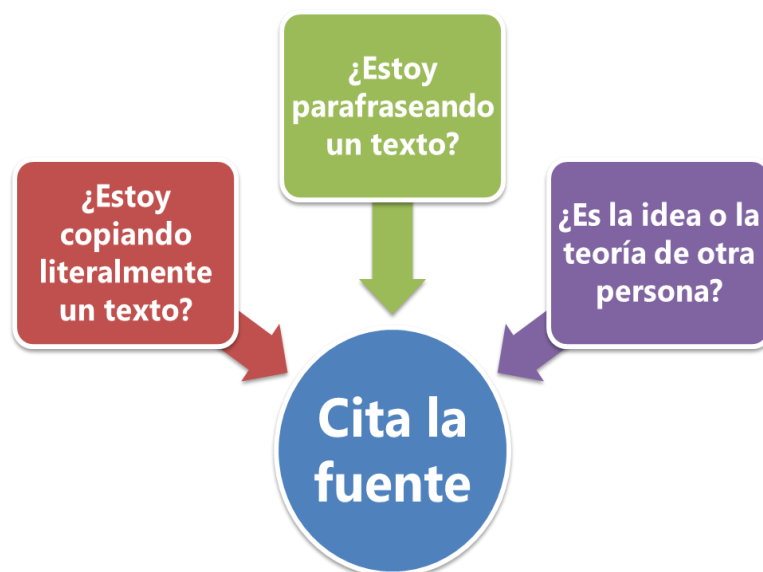 ¿Estoy
parafraseando
un texto?
¿Estoy
copiando
literalmente
un texto?
¿Es la idea o la
teoría de otra
persona?
Cita la
fuente